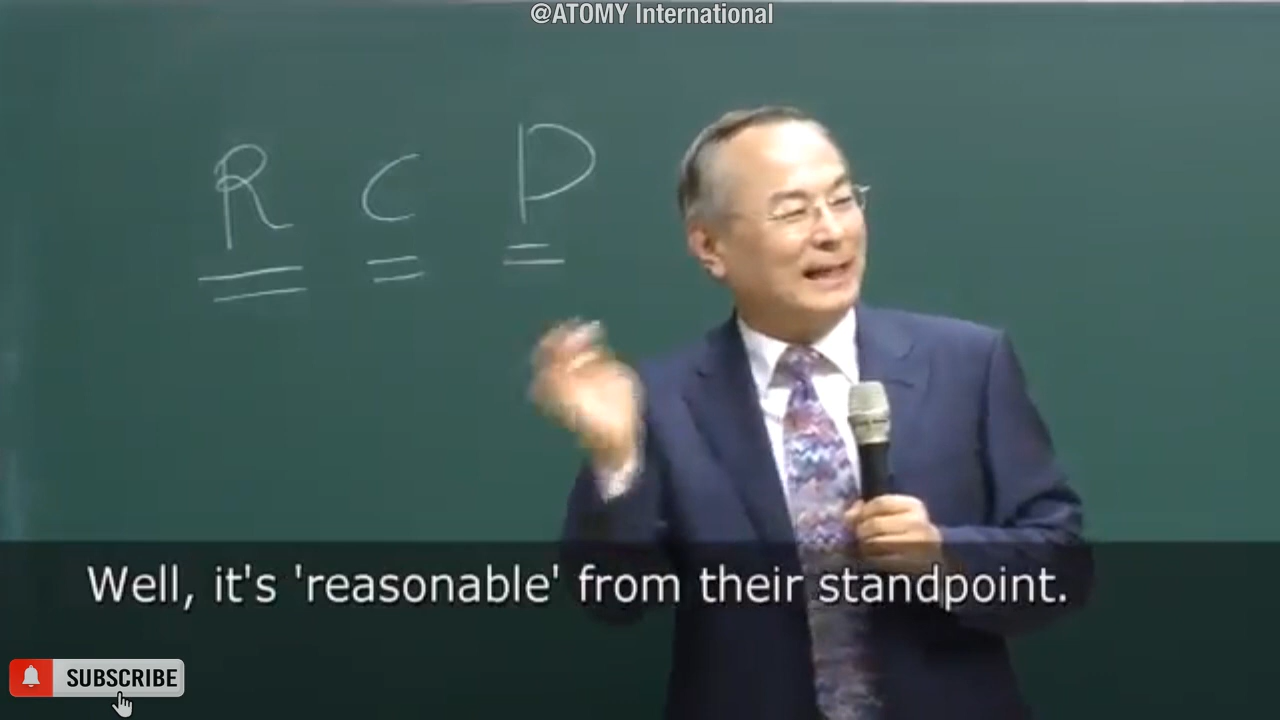 @ATOMY International
R C D
Well, it's 'reasonable' from their standpoint.
SUBSCRIBE